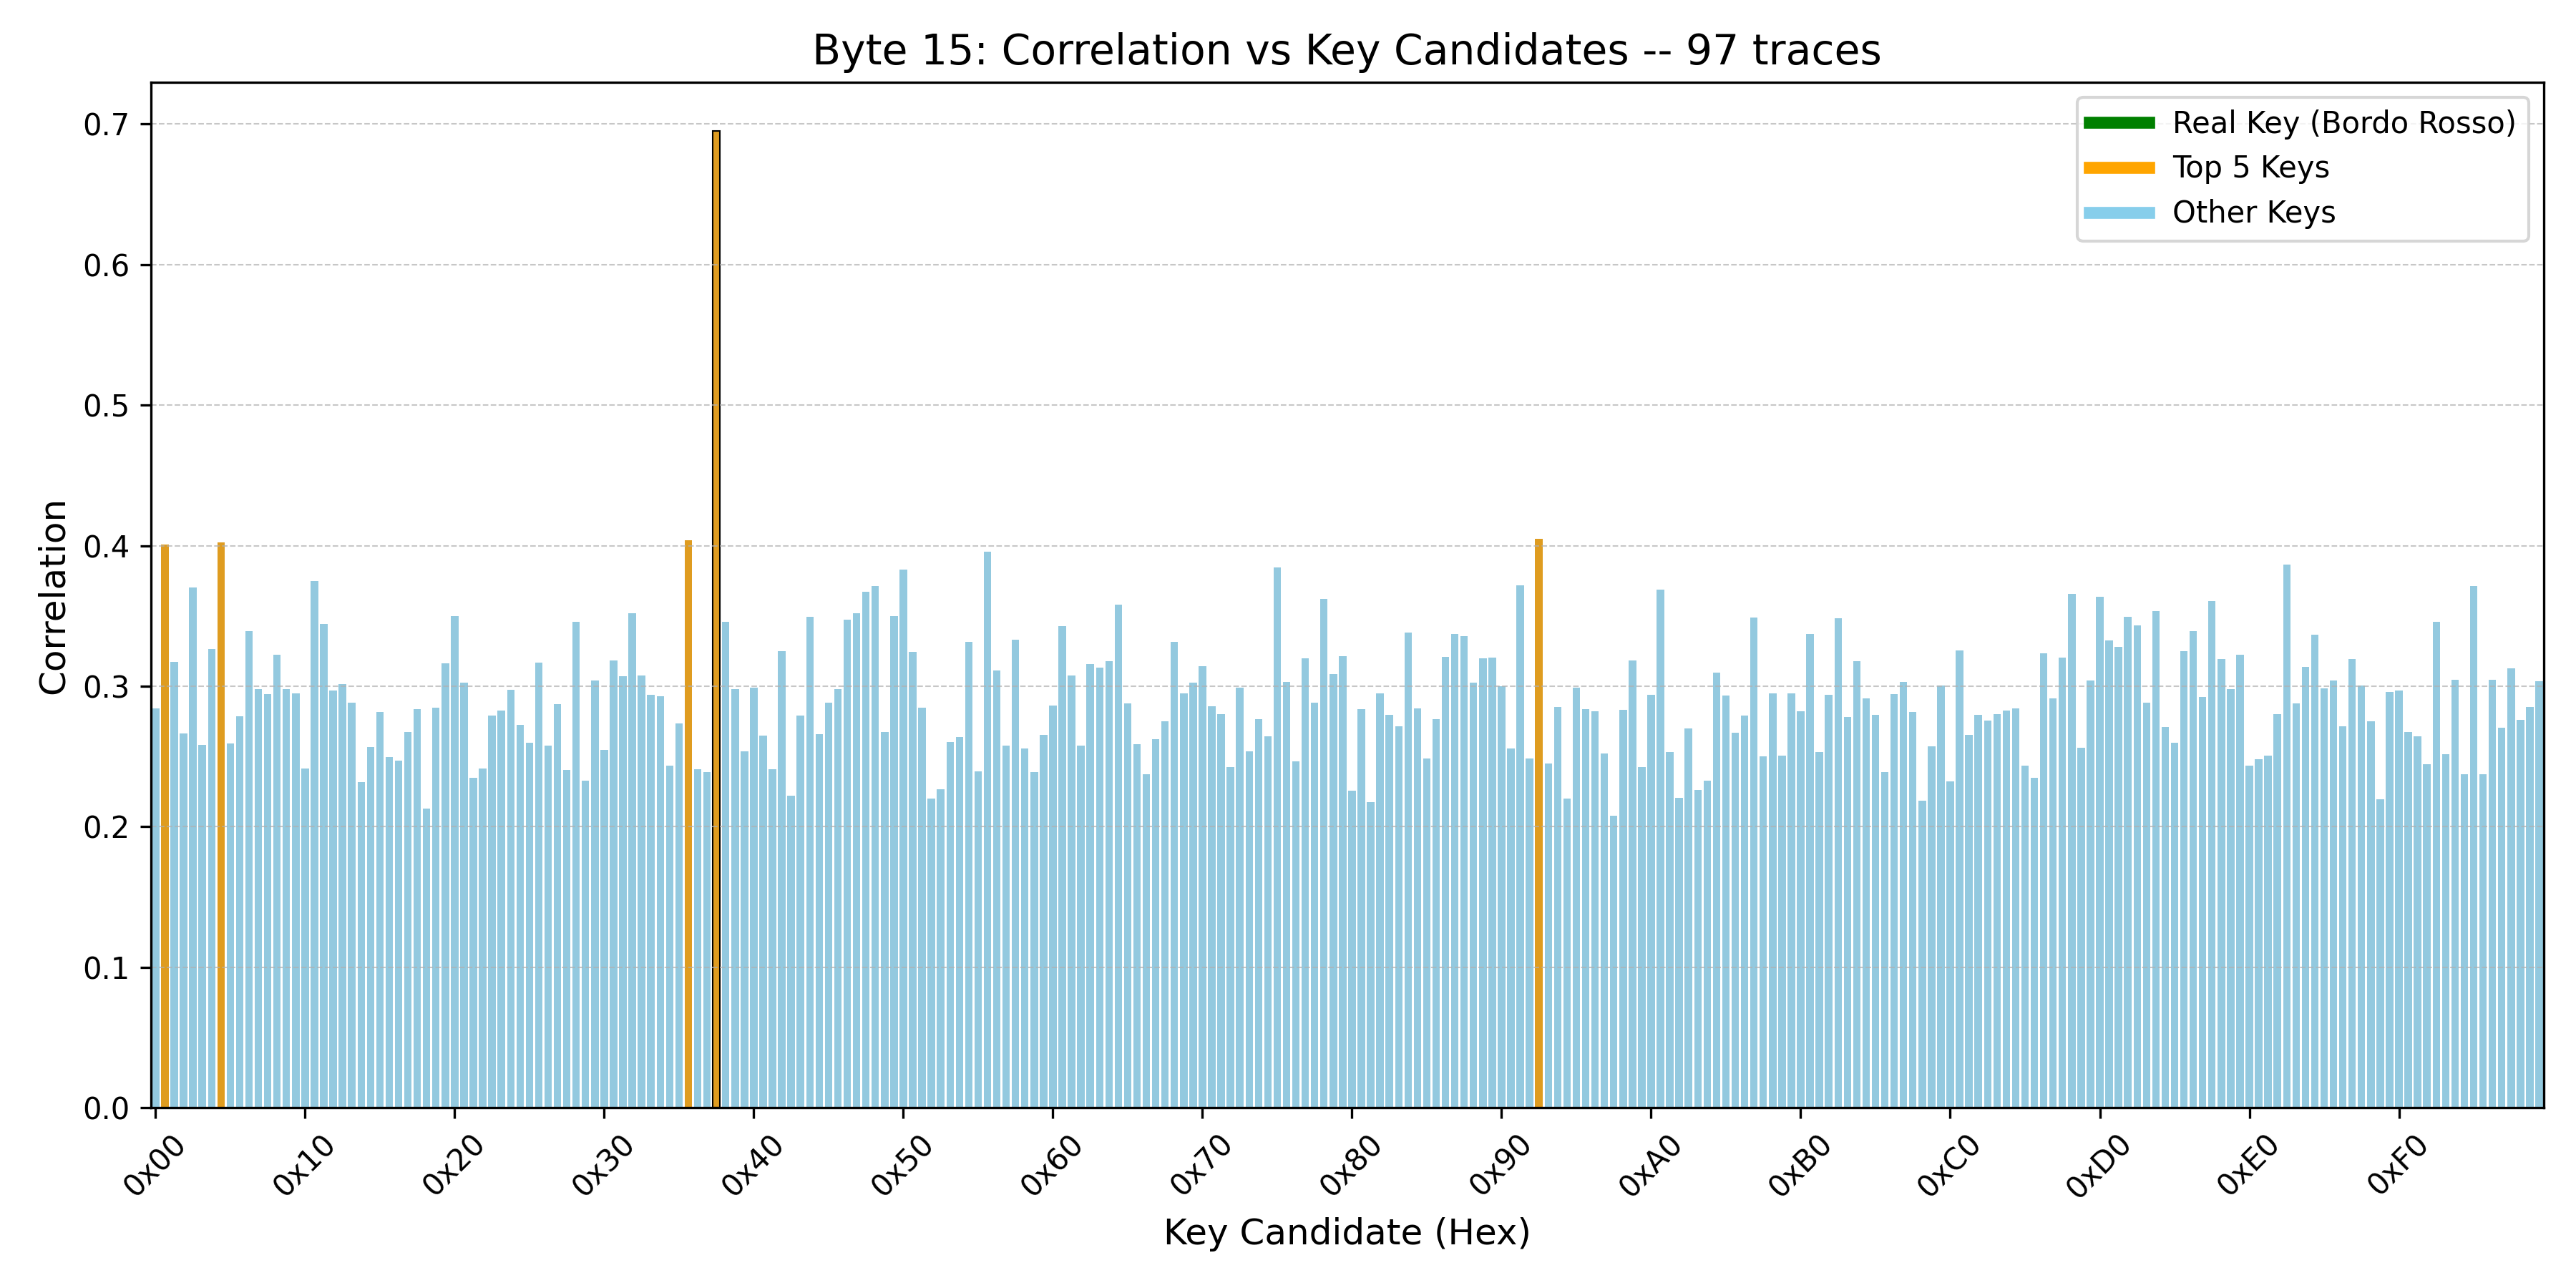 Byte 15: Correlation vs Key Candidates -- 97 traces
Real Key (Bordo Rosso)
Top 5 Keys
Other Keys
Correlation
0.7
0.6
0.5
0.4
0.3
0.2
0.1
0.0
0x00 0x10 0x20 0x30 0x40 0x50 0x60 0x70 0x80 0x90 0xA0 0xB0 0xC0 0xD0 0xE0 0xF0
Key Candidate (Hex)